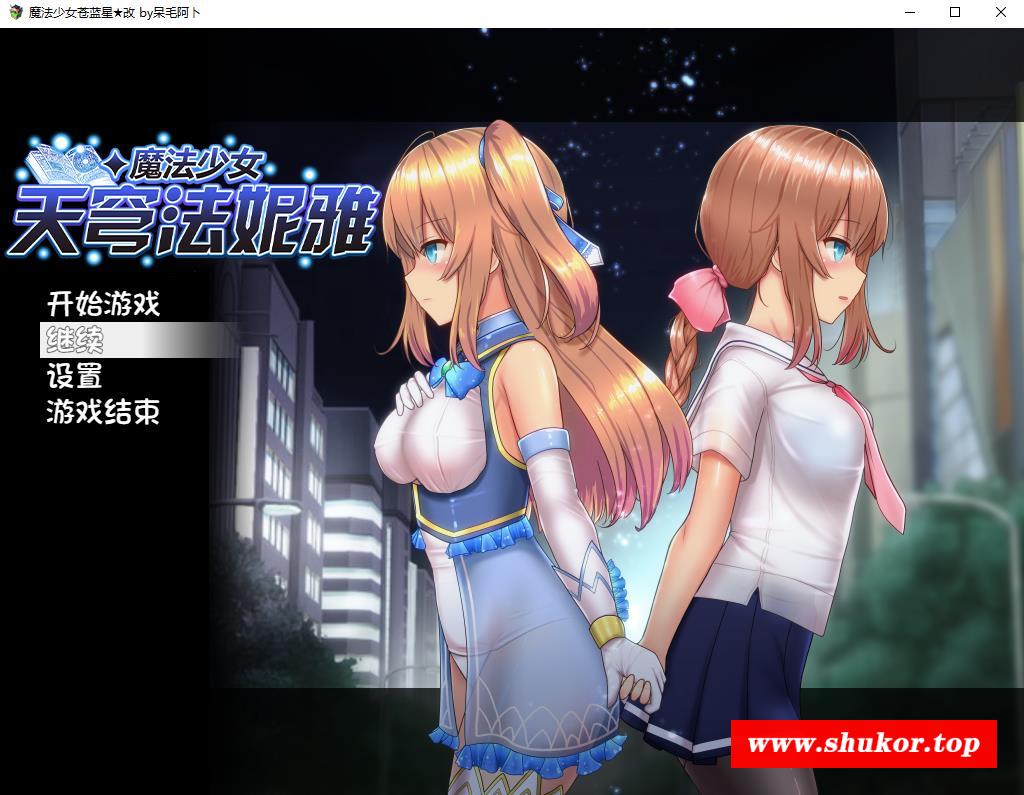 魔法少女苍蓝星★改 by呆毛阿卜
魔法少女
天穹法妮雅
开始游戏
继续
设置
游戏结束
www.shukor.top